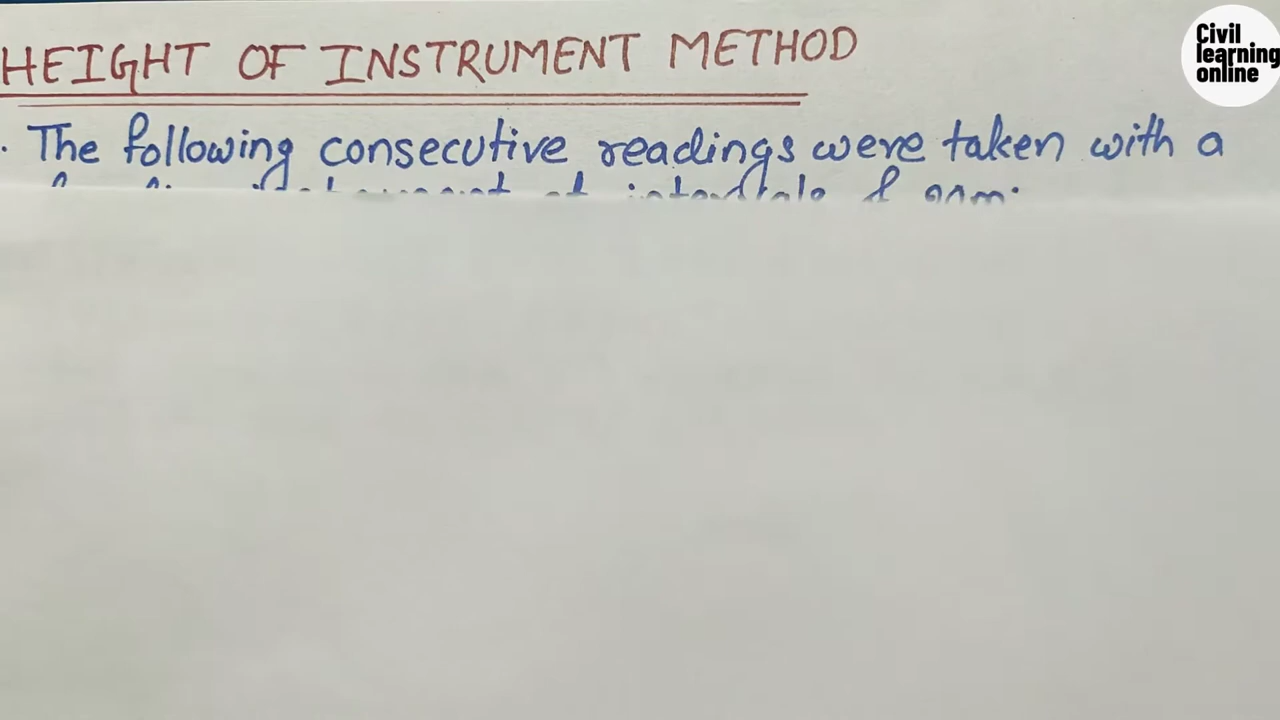 HEIGHT OF INSTRUMENT METHOD
. The following consecutive readings were taken with a
Civil
learning
online